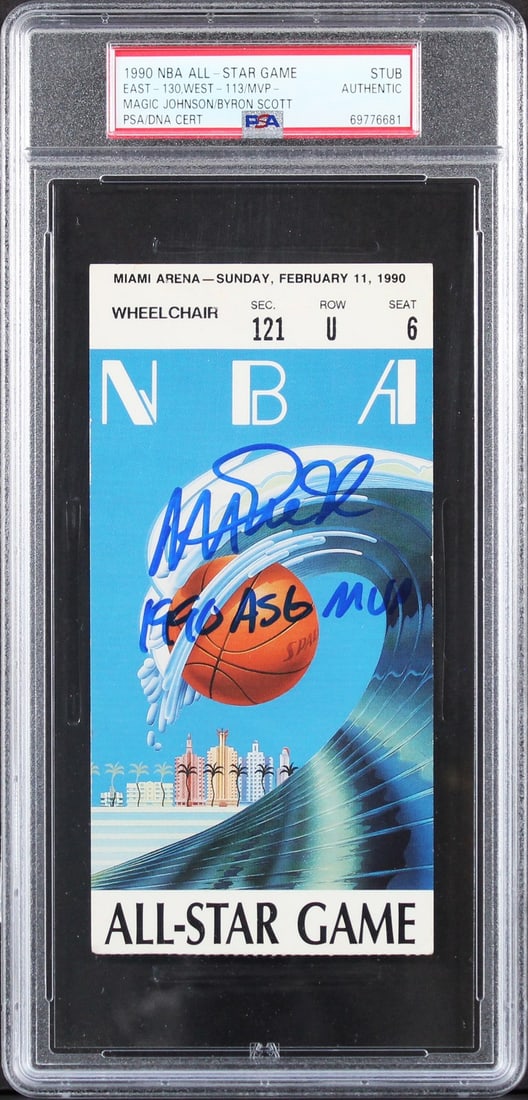 1990 NBA ALL-STAR GAME STUB
EAST-130,WEST-113/MVP- AUTHENTIC
MAGIC JOHNSON/BYRON SCOTT
PSA/DNA CERT PSA 69776681
MIAMI ARENA—SUNDAY, FEBRUARY 11, 1990
WHEELCHAIR SEC. ROW SEAT
121 U 6
NBA
Magic Johnson
1990 ASG MVP
SPAL
ALL-STAR GAME